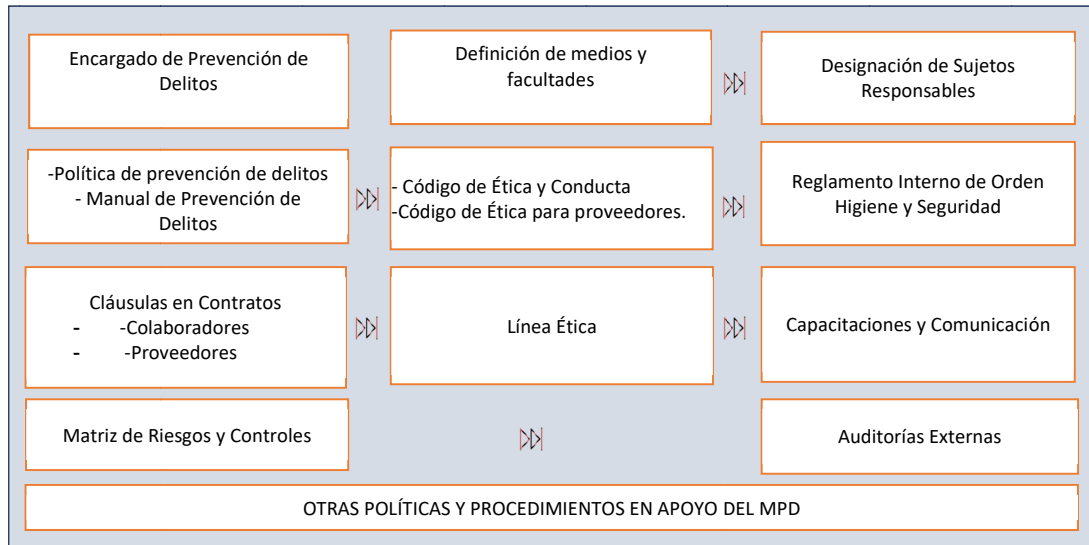 Encargado de Prevención de
Delitos
Definición de medios y
facultades
Designación de Sujetos
Responsables
-Política de prevención de delitos
- Manual de Prevención de
Delitos
- Código de Ética y Conducta
-Código de Ética para proveedores.
Reglamento Interno de Orden
Higiene y Seguridad
Cláusulas en Contratos
- -Colaboradores
- -Proveedores
Línea Ética
Capacitaciones y Comunicación
Matriz de Riesgos y Controles
Auditorías Externas
OTRAS POLÍTICAS Y PROCEDIMIENTOS EN APOYO DEL MPD